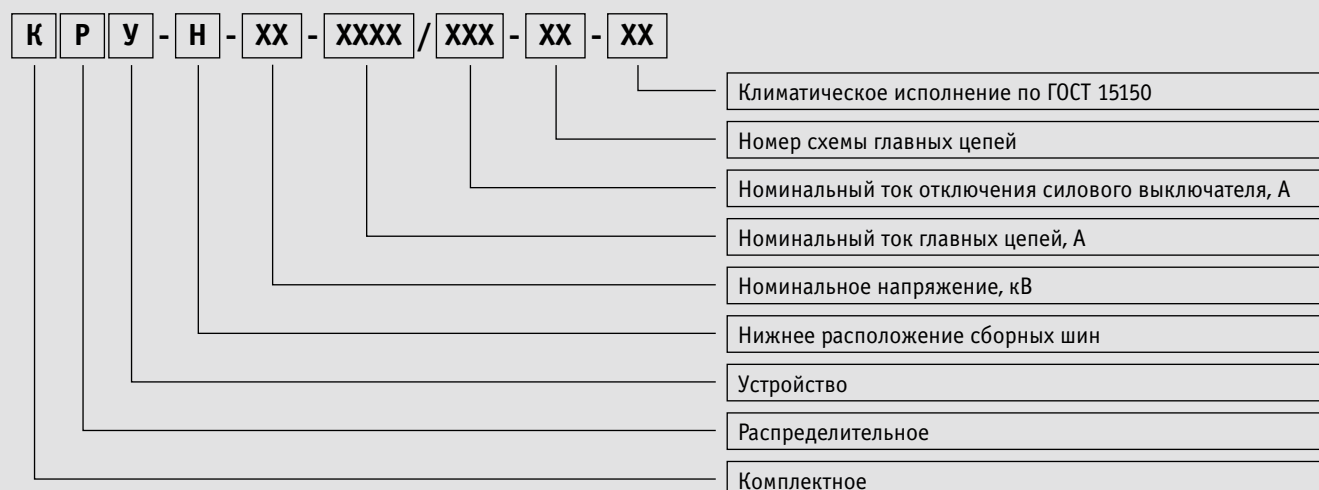 К Р У - Н - XX - XXXX / XXX - XX - XX
Климатическое исполнение по ГОСТ 15150
Номер схемы главных цепей
Номинальный ток отключения силового выключателя, А
Номинальный ток главных цепей, А
Номинальное напряжение, кВ
Нижнее расположение сборных шин
Устройство
Распределительное
Комплектное